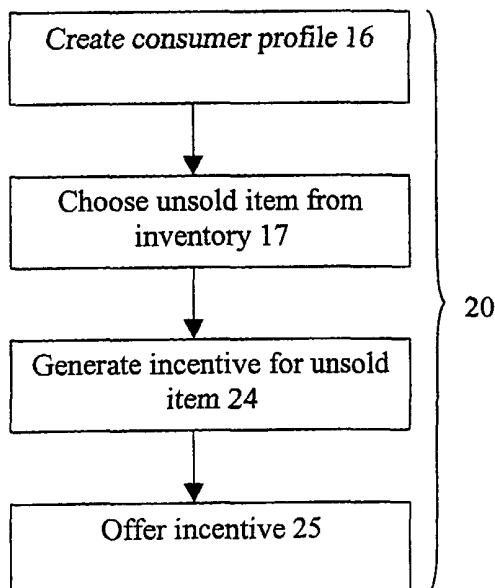 Create consumer profile 16
Choose unsold item from
inventory 17
20
Generate incentive for unsold
item 24
Offer incentive 25